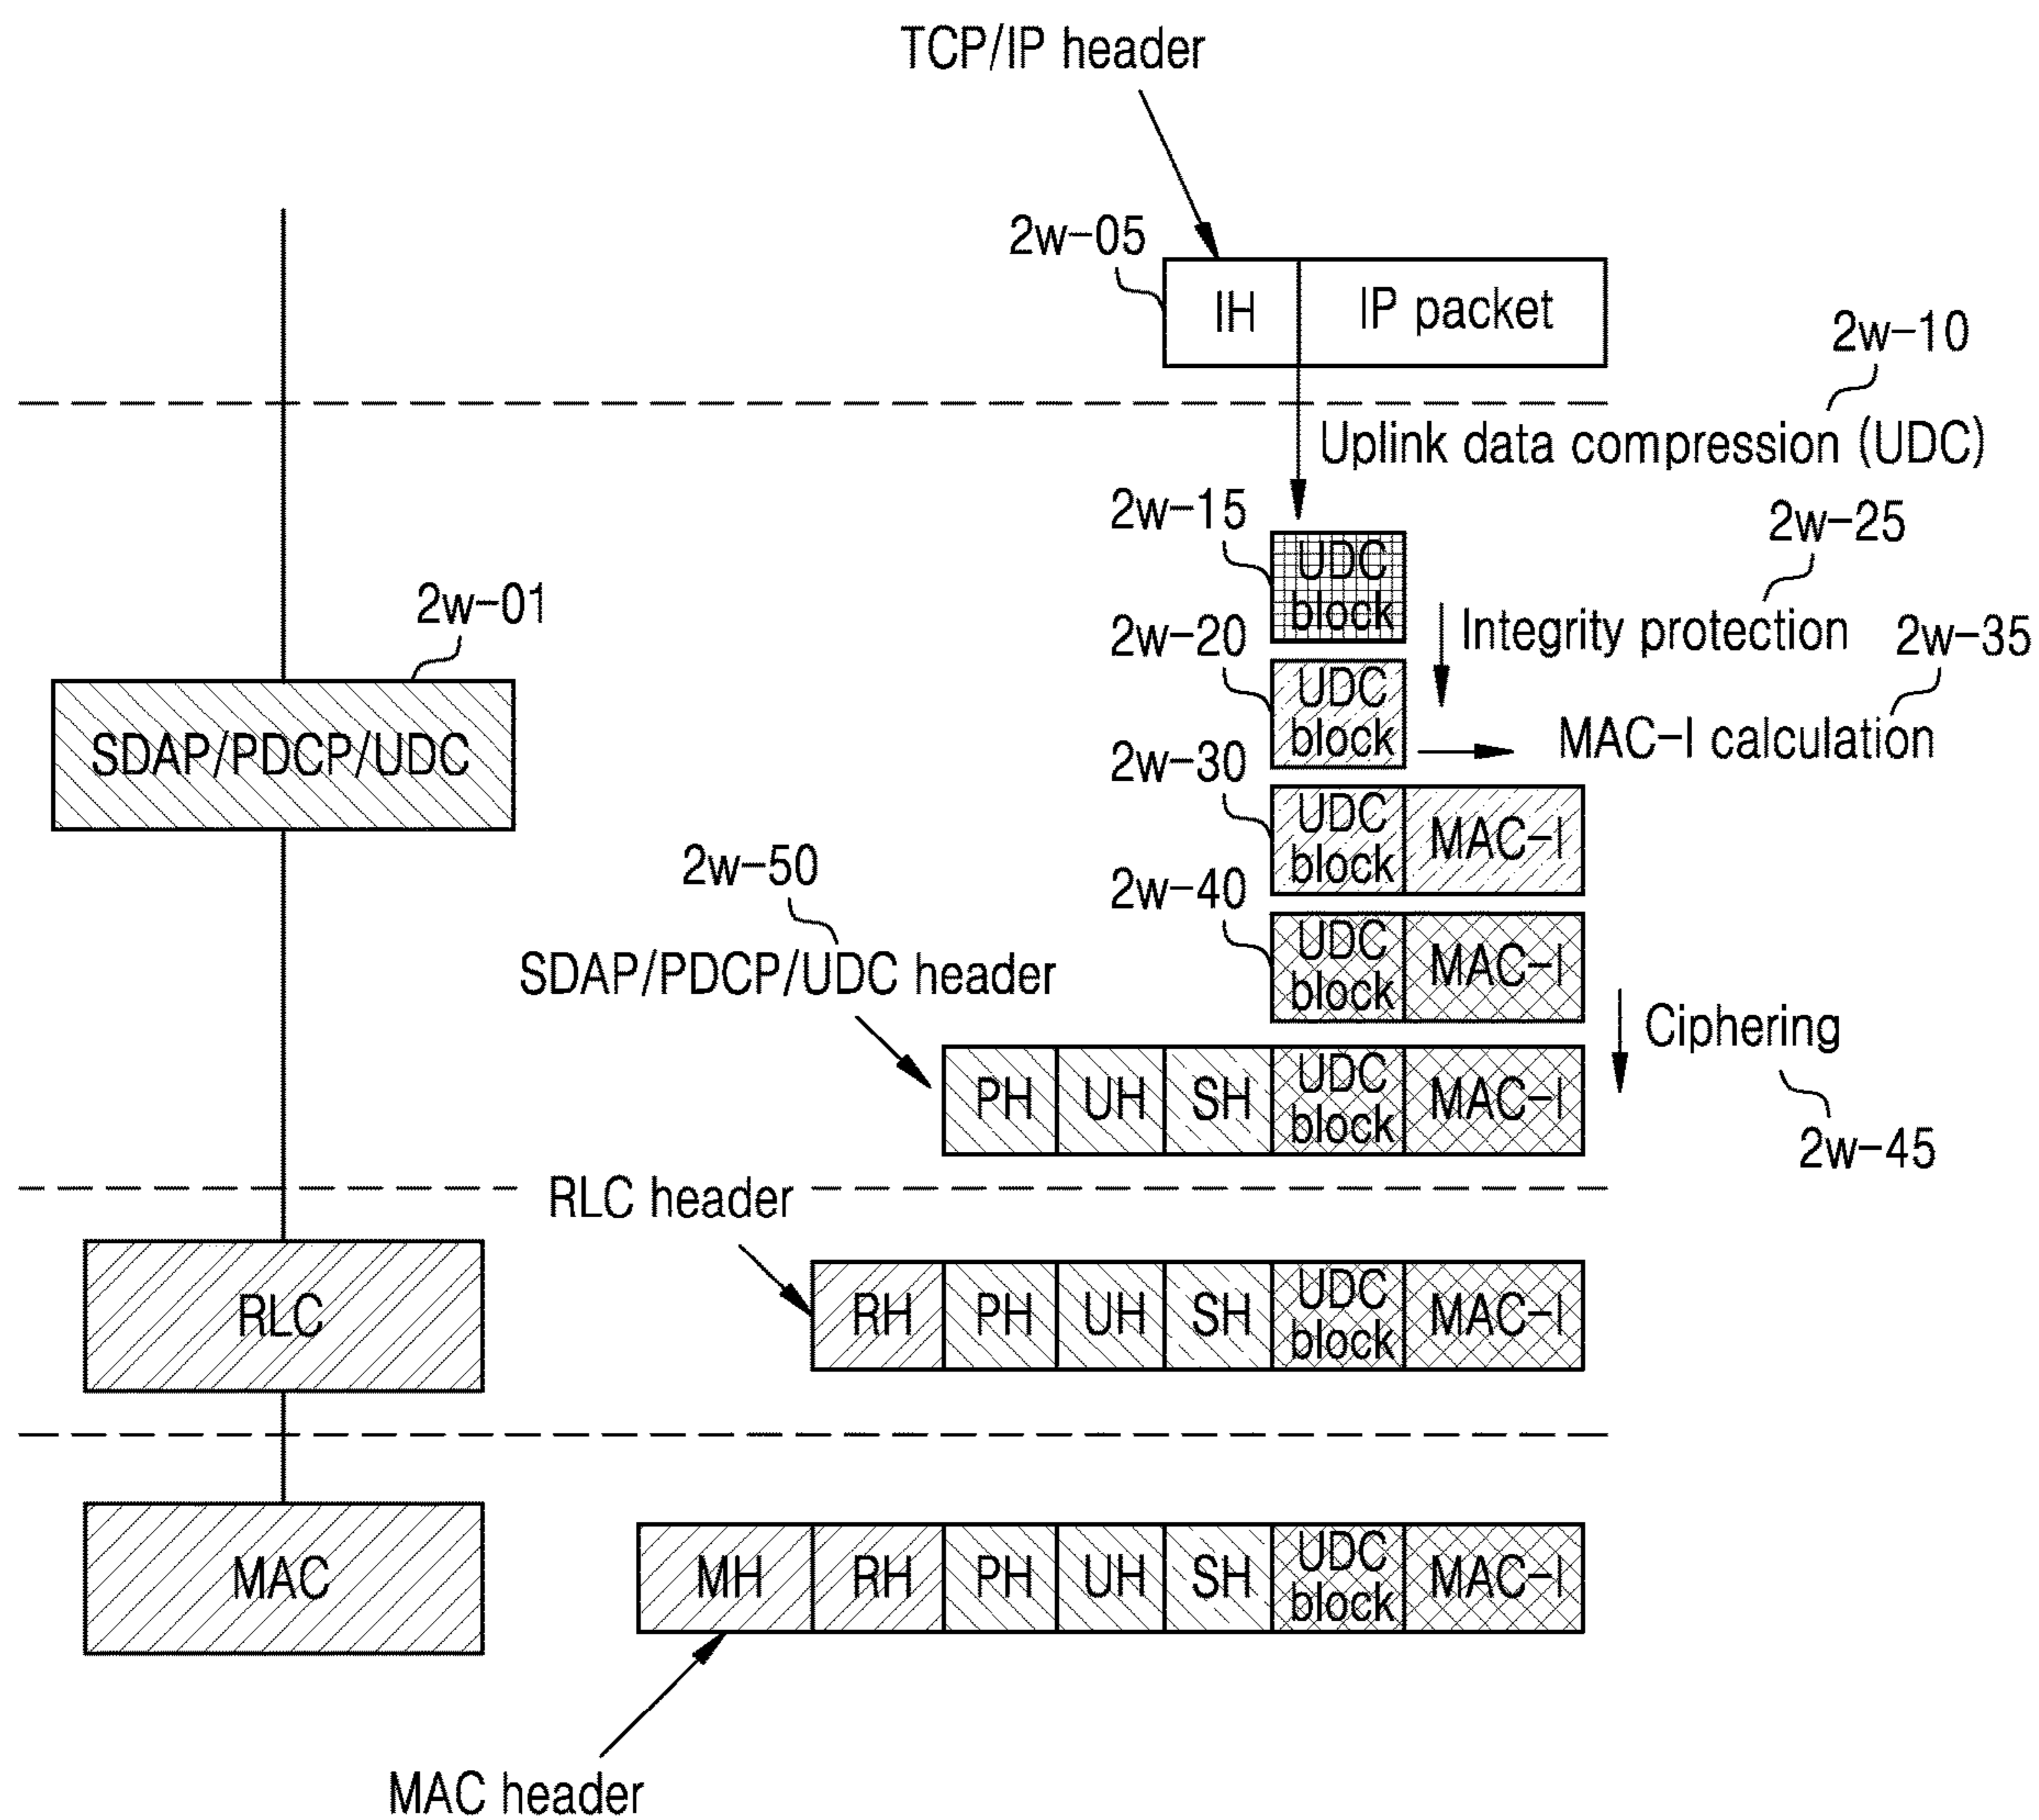 TCP/IP header
2w-05
IH IP packet
2w-10
Uplink data compression (UDC)
2w-15
UDC
block
2w-25
Integrity protection
2w-01
2w-20
UDC
block
2w-35
MAC-I calculation
SDAP/PDCP/UDC
2w-30
UDC
block MAC-I
2w-50
2w-40
UDC
block MAC-I
SDAP/PDCP/UDC header
Ciphering
2w-45
PH UH SH UDC
block MAC-I
RLC header
RLC
RH PH UH SH UDC
block MAC-I
MAC
MH RH PH UH SH UDC
block MAC-I
MAC header